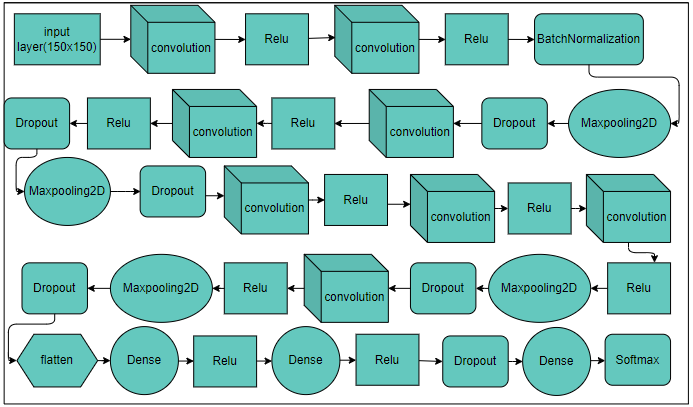 input
layer(150x150)
convolution
Relu
convolution
Relu
BatchNormalization
Dropout
Relu
convolution
Relu
convolution
Dropout
Maxpooling2D
Maxpooling2D
Dropout
convolution
Relu
convolution
Relu
convolution
Dropout
Maxpooling2D
Relu
convolution
Dropout
Maxpooling2D
Relu
flatten
Dense
Relu
Dense
Relu
Dropout
Dense
Softmax